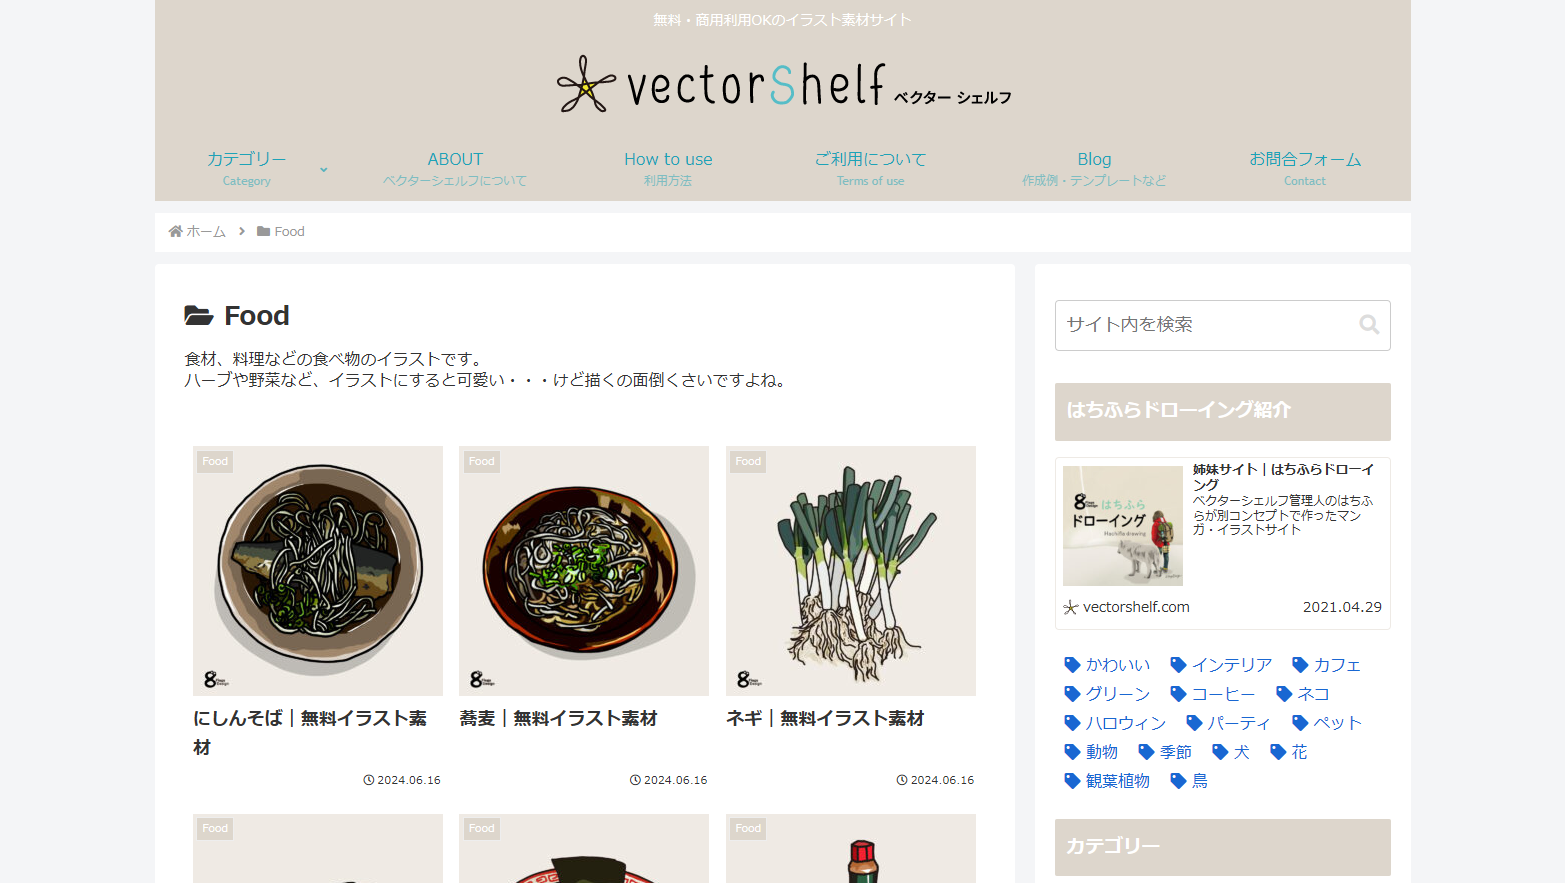 無料・商用利用OKのイラスト素材サイト
vectorShelf ベクター シェルフ
カテゴリー
Category
ABOUT
ベクターシェルフについて
How to use
利用方法
ご利用について
Terms of use
Blog
作成例・テンプレートなど
お問合フォーム
Contact
ホーム > Food
Food
食材、料理などの食べ物のイラストです。
ハーブや野菜など、イラストにすると可愛い・・・けど描くの面倒くさいですよね。
Food
にしんそば｜無料イラスト素
材
2024.06.16
Food
蕎麦｜無料イラスト素材
2024.06.16
Food
ネギ｜無料イラスト素材
2024.06.16
Food
Food
Food
サイト内を検索
はちふらドローイング紹介
はちふら
ドローイング
姉妹サイト｜はちふらドローイ
ング
ベクターシェルフ管理人のはちふ
らが別コンセプトで作ったマン
ガ・イラストサイト
vectorshelf.com 2021.04.29
かわいい インテリア カフェ
グリーン コーヒー ネコ
ハロウィン パーティ ペット
動物 季節 犬 花
観葉植物 鳥
カテゴリー